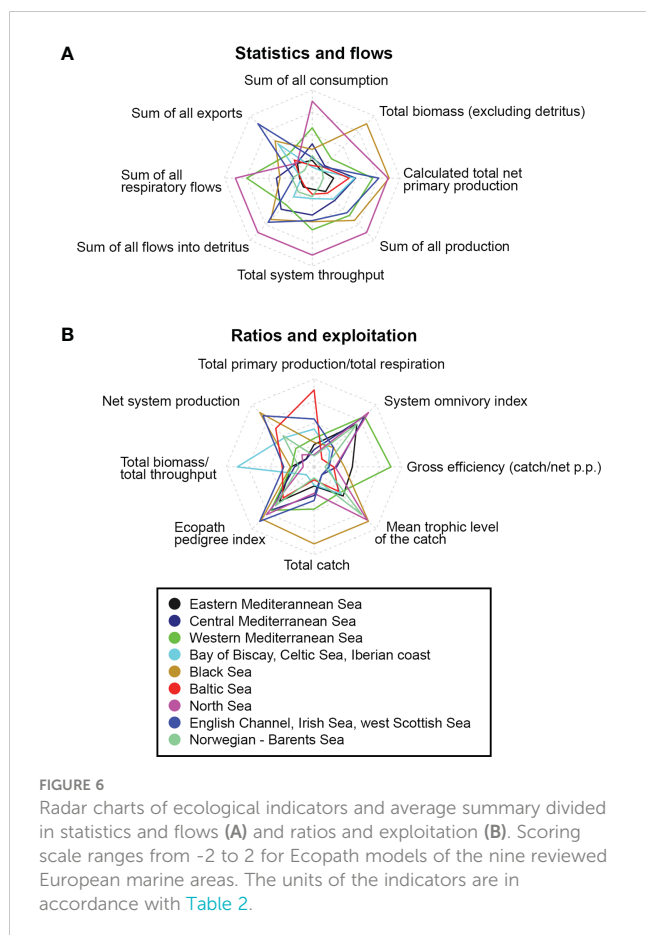 A
Statistics and flows
Sum of all consumption
Sum of all exports
Total biomass (excluding detritus)
Sum of all
respiratory flows
Calculated total net
primary production
Sum of all flows into detritus
Sum of all production
Total system throughput
B
Ratios and exploitation
Total primary production/total respiration
Net system production
System omnivory index
Total biomass/
total throughput
Gross efficiency (catch/net p.p.)
Ecopath
pedigree index
Mean trophic level
of the catch
Total catch
Eastern Mediterannean Sea
Central Mediterranean Sea
Western Mediterranean Sea
Bay of Biscay, Celtic Sea, Iberian coast
Black Sea
Baltic Sea
North Sea
English Channel, Irish Sea, west Scottish Sea
Norwegian - Barents Sea
FIGURE 6
Radar charts of ecological indicators and average summary divided
in statistics and flows (A) and ratios and exploitation (B). Scoring
scale ranges from -2 to 2 for Ecopath models of the nine reviewed
European marine areas. The units of the indicators are in
accordance with Table 2.